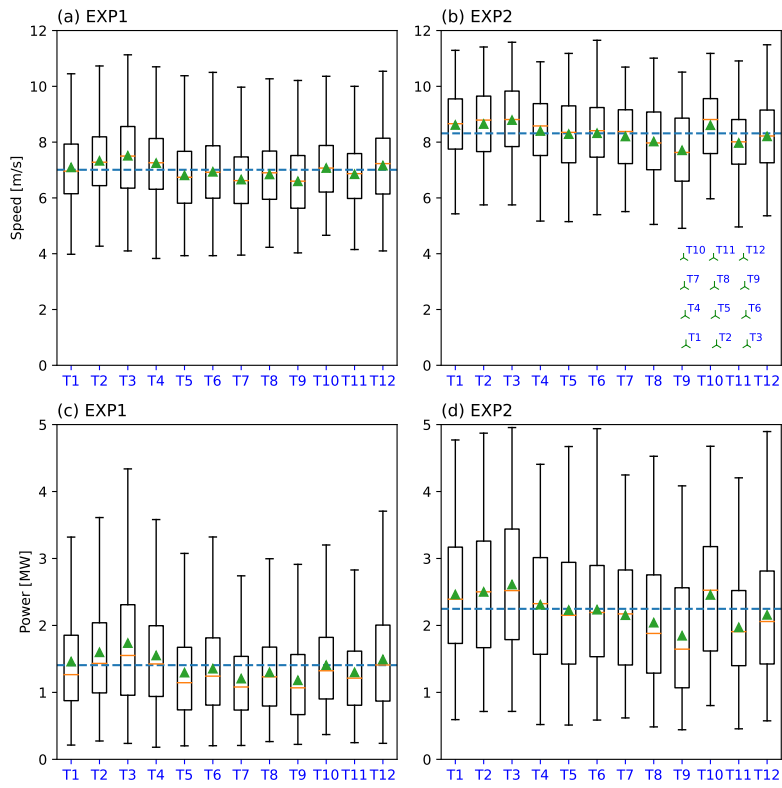 (a) EXP1
(b) EXP2
12
10
8
6
4
2
0
Speed [m/s]
T1 T2 T3 T4 T5 T6 T7 T8 T9 T10 T11 T12
12
10
8
6
4
2
0
T10 T11 T12
T7 T8 T9
T4 T5 T6
T1 T2 T3
T1 T2 T3 T4 T5 T6 T7 T8 T9 T10 T11 T12
(c) EXP1
(d) EXP2
5
4
3
2
1
0
Power [MW]
T1 T2 T3 T4 T5 T6 T7 T8 T9 T10 T11 T12
5
4
3
2
1
0
T1 T2 T3 T4 T5 T6 T7 T8 T9 T10 T11 T12